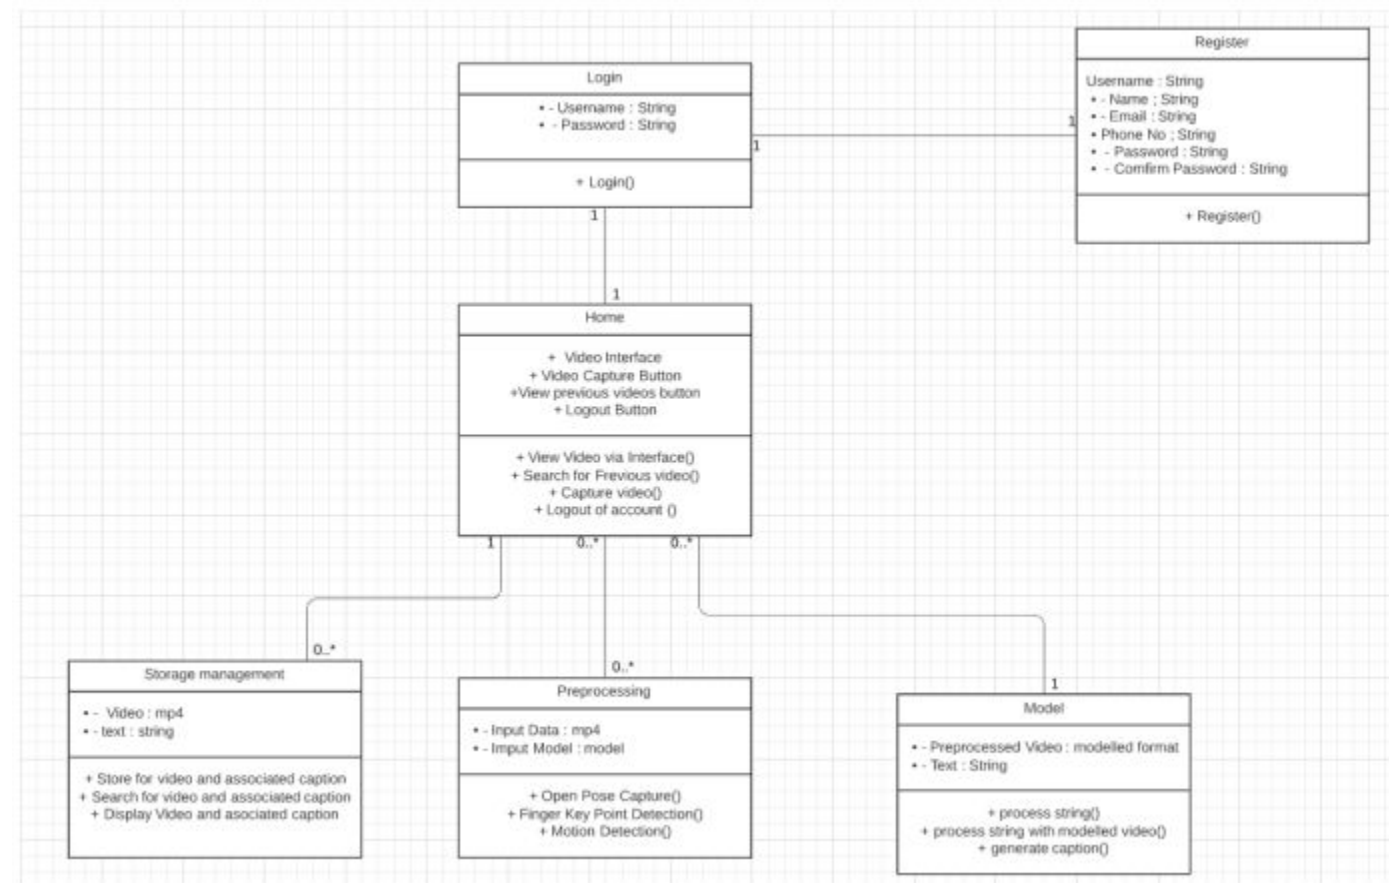 Register
Username : String
• - Name : String
• - Email : String
• Phone No : String
• - Password : String
• - Comfirm Password : String
+ Register()
Login
• - Username : String
• - Password : String
+ Login()
1
1
1
1
Home
+ Video Interface
+ Video Capture Button
+View previous videos button
+ Logout Button
+ View Video via Interface()
+ Search for Frevious video()
+ Capture video()
+ Logout of account ()
1
0..*
0..*
0..*
0..*
1
Storage management
• - Video : mp4
• - text : string
+ Store for video and associated caption
+ Search for video and associated caption
+ Display Video and asociated caption
Preprocessing
• - Input Data : mp4
• - Imput Model : model
+ Open Pose Capture()
+ Finger Key Point Detection()
+ Motion Detection()
Model
• - Preprocessed Video : modelled format
• - Text : String
+ process string()
+ process string with modelled video()
+ generate caption()